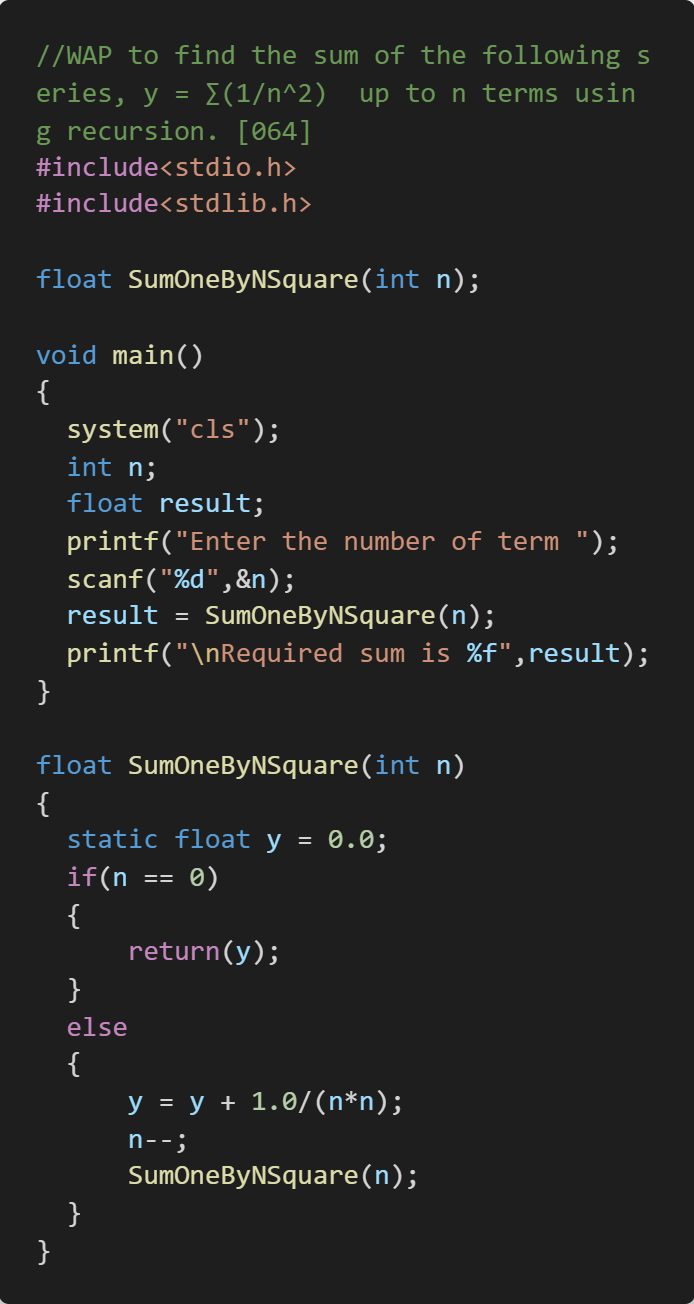 //WAP to find the sum of the following s
eries, y = ∑(1/n^2)  up to n terms usin
g recursion. [064]
#include<stdio.h>
#include<stdlib.h>

float SumOneByNSquare(int n);

void main()
{
  system("cls");
  int n;
  float result;
  printf("Enter the number of term ");
  scanf("%d",&n);
  result = SumOneByNSquare(n);
  printf("\nRequired sum is %f",result);
}

float SumOneByNSquare(int n)
{
  static float y = 0.0;
  if(n == 0)
  {
      return(y);
  }
  else
  {
      y = y + 1.0/(n*n);
      n--;
      SumOneByNSquare(n);
  }
}